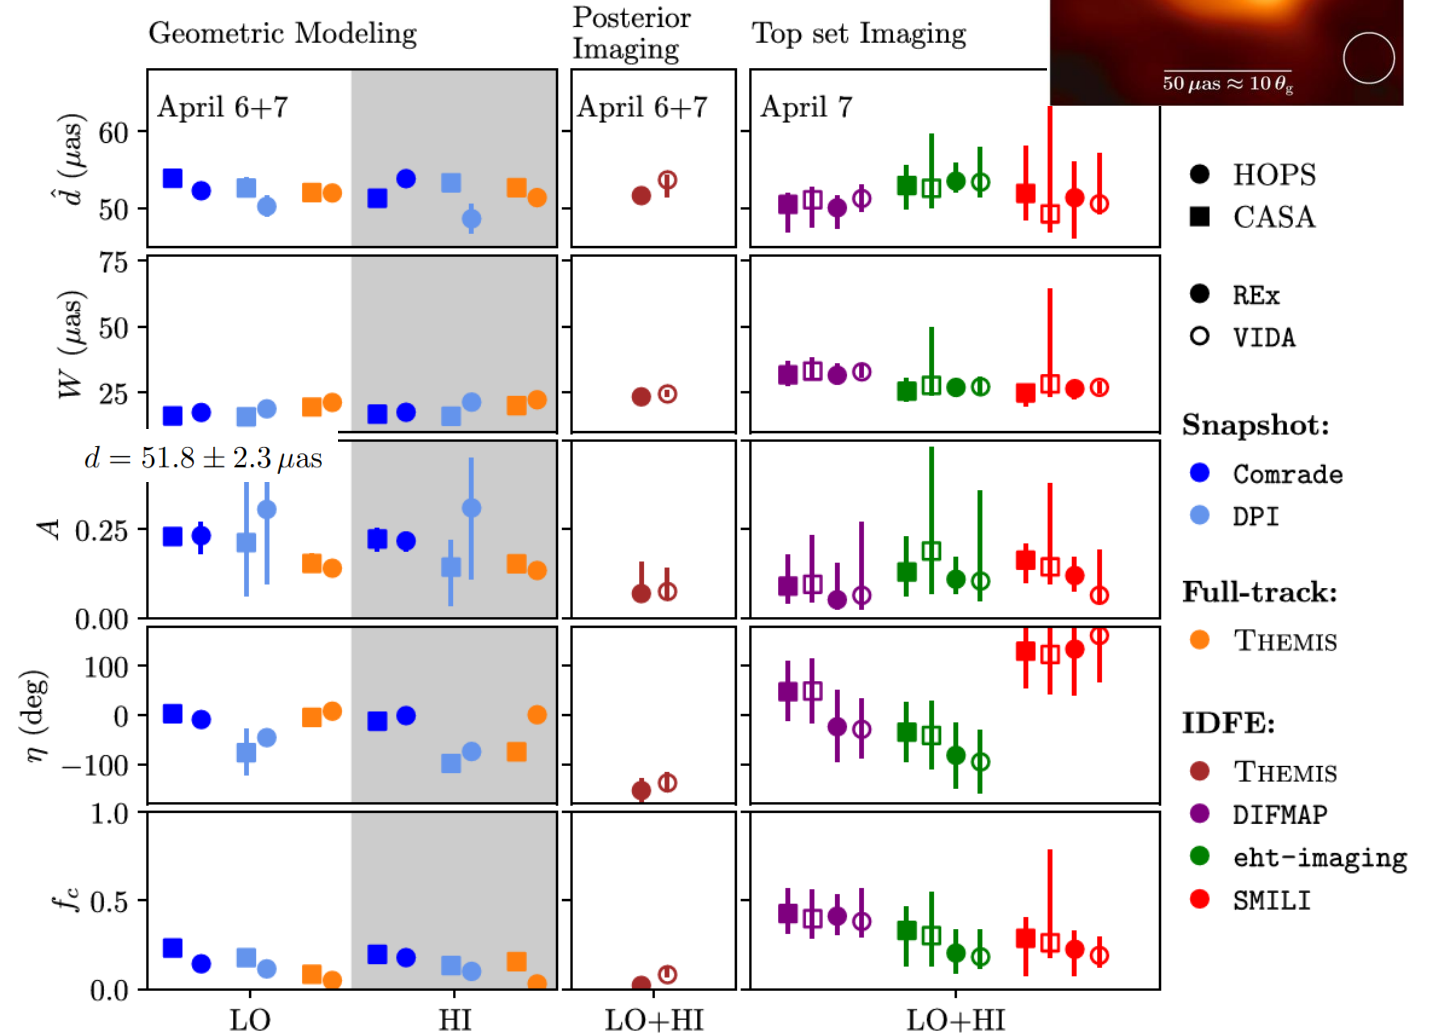 Geometric Modeling
Posterior
Imaging
Top set Imaging
50 μas ≈ 10 θg
April 6+7
April 6+7
April 7
60
50
d̂ (μas)
75
50
25
W (μas)
d = 51.8 ± 2.3 μas
0.25
0.00
A
100
0
−100
η (deg)
1.0
0.5
0.0
fc
LO
HI
LO+HI
LO+HI
HOPS
CASA
REx
VIDA
Snapshot:
Comrade
DPI
Full-track:
THEMIS
IDFE:
THEMIS
DIFMAP
eht-imaging
SMILI